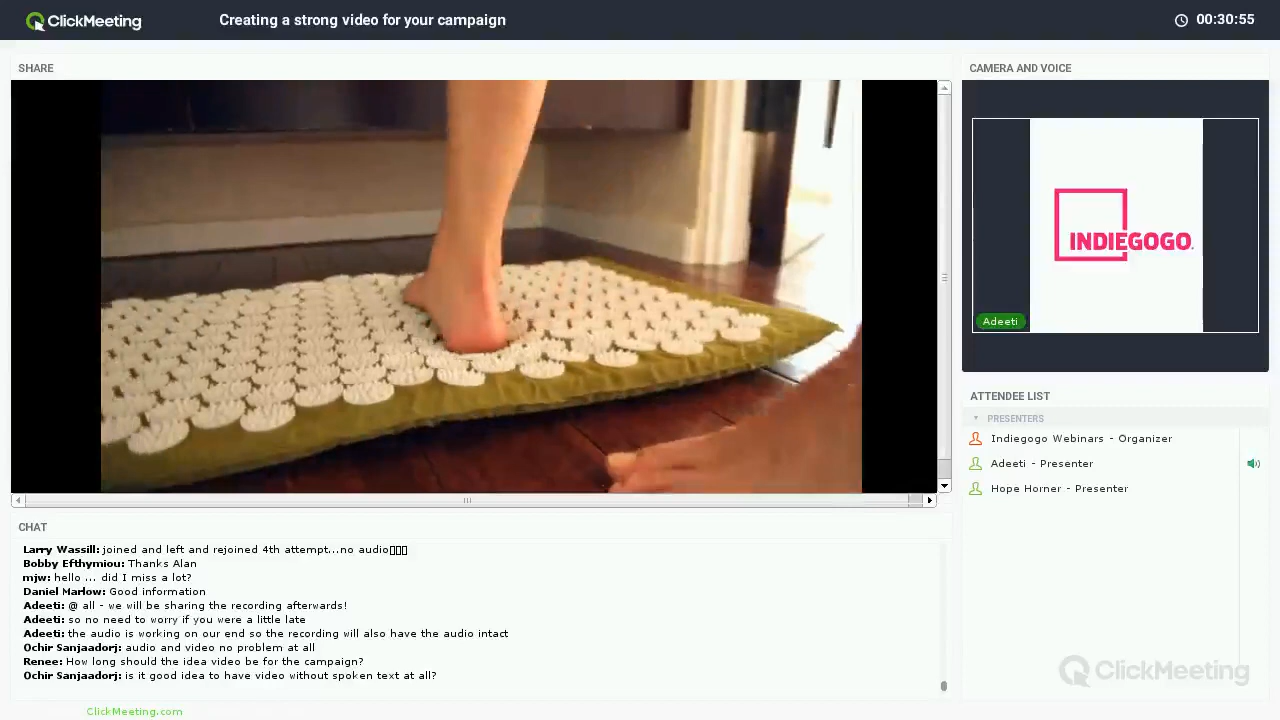 ClickMeeting
Creating a strong video for your campaign
00:30:55
SHARE
CAMERA AND VOICE
INDIEGOGO
Adeeti
ATTENDEE LIST
PRESENTERS
Indiegogo Webinars - Organizer
Adeeti - Presenter
Hope Horner - Presenter
CHAT
Larry Wassill: joined and left and rejoined 4th attempt...no audio▯▯▯
Bobby Efthymiou: Thanks Alan
mjw: hello ... did I miss a lot?
Daniel Marlow: Good information
Adeeti: @ all - we will be sharing the recording afterwards!
Adeeti: so no need to worry if you were a little late
Adeeti: the audio is working on our end so the recording will also have the audio intact
Ochir Sanjaadorj: audio and video no problem at all
Renee: How long should the idea video be for the campaign?
Ochir Sanjaadorj: is it good idea to have video without spoken text at all?
ClickMeeting
ClickMeeting.com